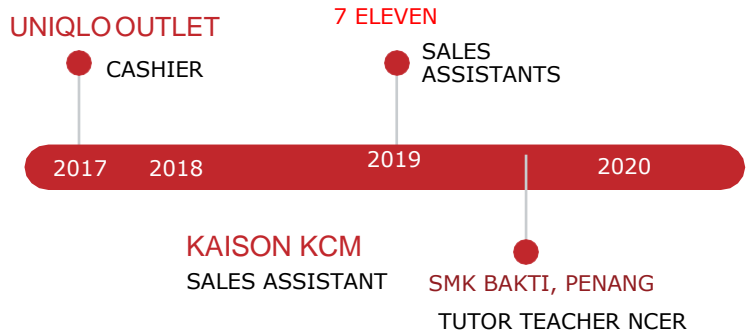 7 ELEVEN
UNIQLO OUTLET
SALES
ASSISTANTS
CASHIER
2017
2018
2019
2020
KAISON KCM
SALES ASSISTANT
SMK BAKTI, PENANG
TUTOR TEACHER NCER